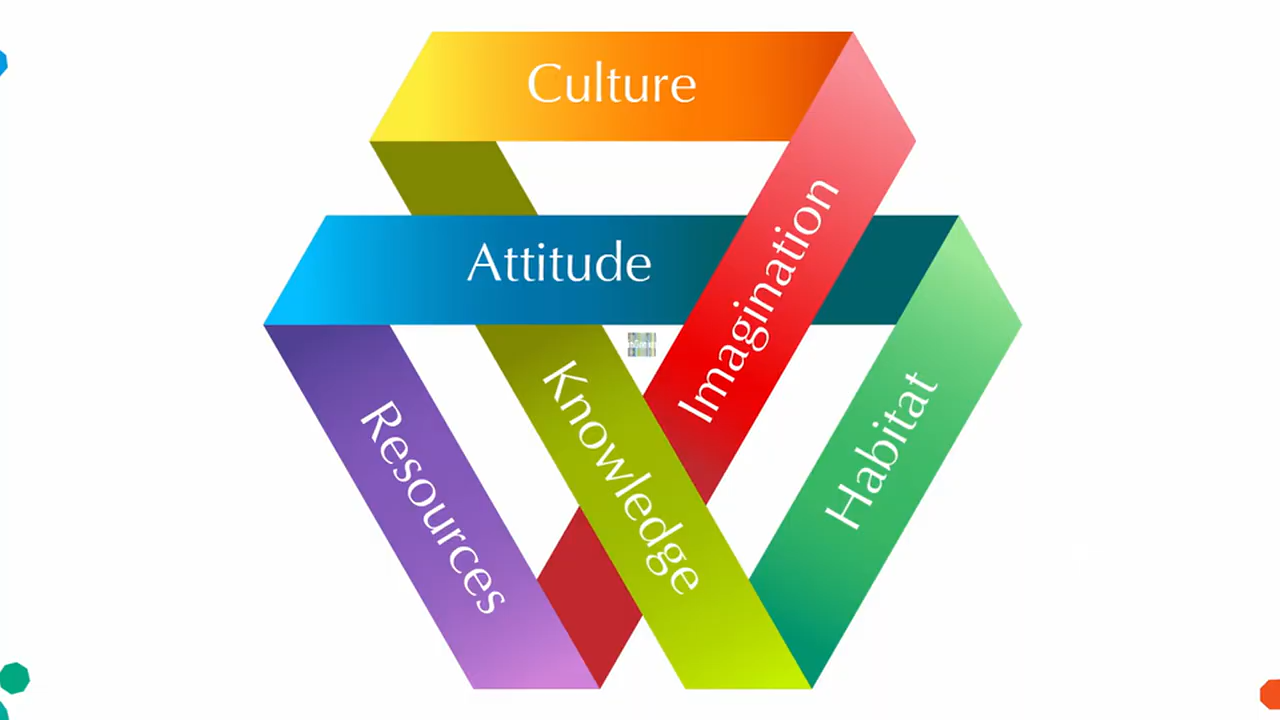 Culture
Attitude
Imagination
Knowledge
Resources
Habitat